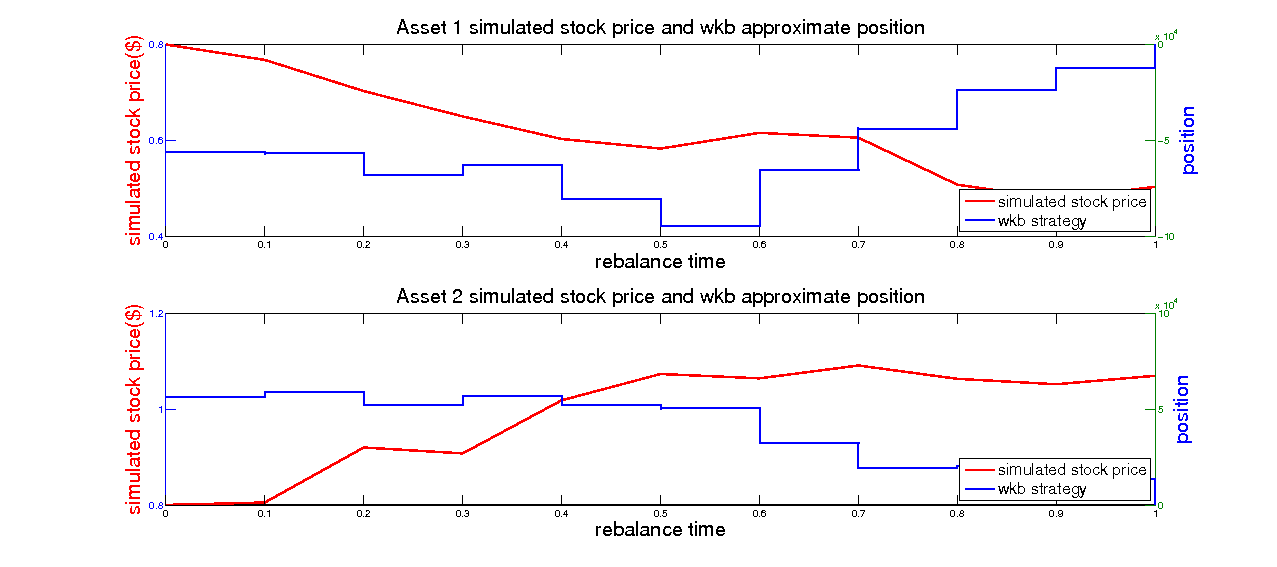 Asset 1 simulated stock price and wkb approximate position
x 10^4
simulated stock price($)
0.8
0.6
0.4
0
-5
-10
position
simulated stock price
wkb strategy
0 0.1 0.2 0.3 0.4 0.5 0.6 0.7 0.8 0.9 1
rebalance time
Asset 2 simulated stock price and wkb approximate position
x 10^4
simulated stock price($)
1.2
1
0.8
10
5
0
position
simulated stock price
wkb strategy
0 0.1 0.2 0.3 0.4 0.5 0.6 0.7 0.8 0.9 1
rebalance time